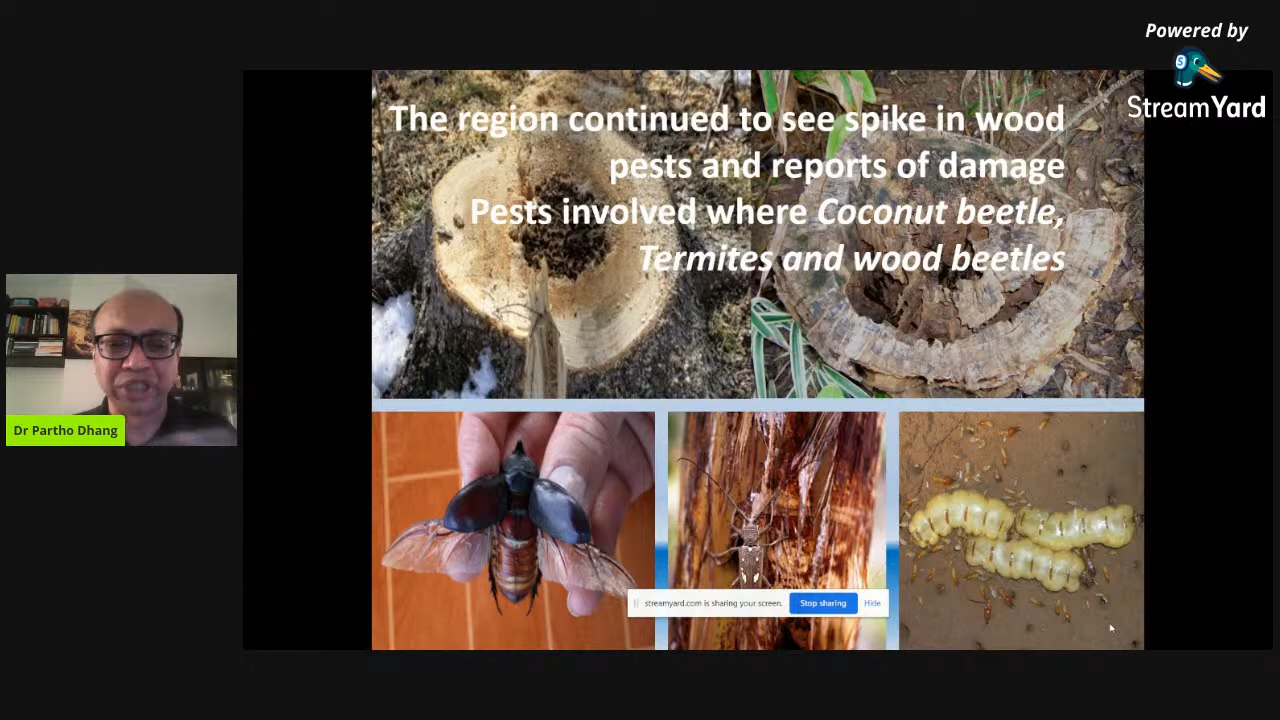 Powered by
StreamYard
The region continued to see spike in wood
pests and reports of damage
Pests involved where Coconut beetle,
Termites and wood beetles
Dr Partho Dhang
streamyard.com is sharing your screen.
Stop sharing
Hide